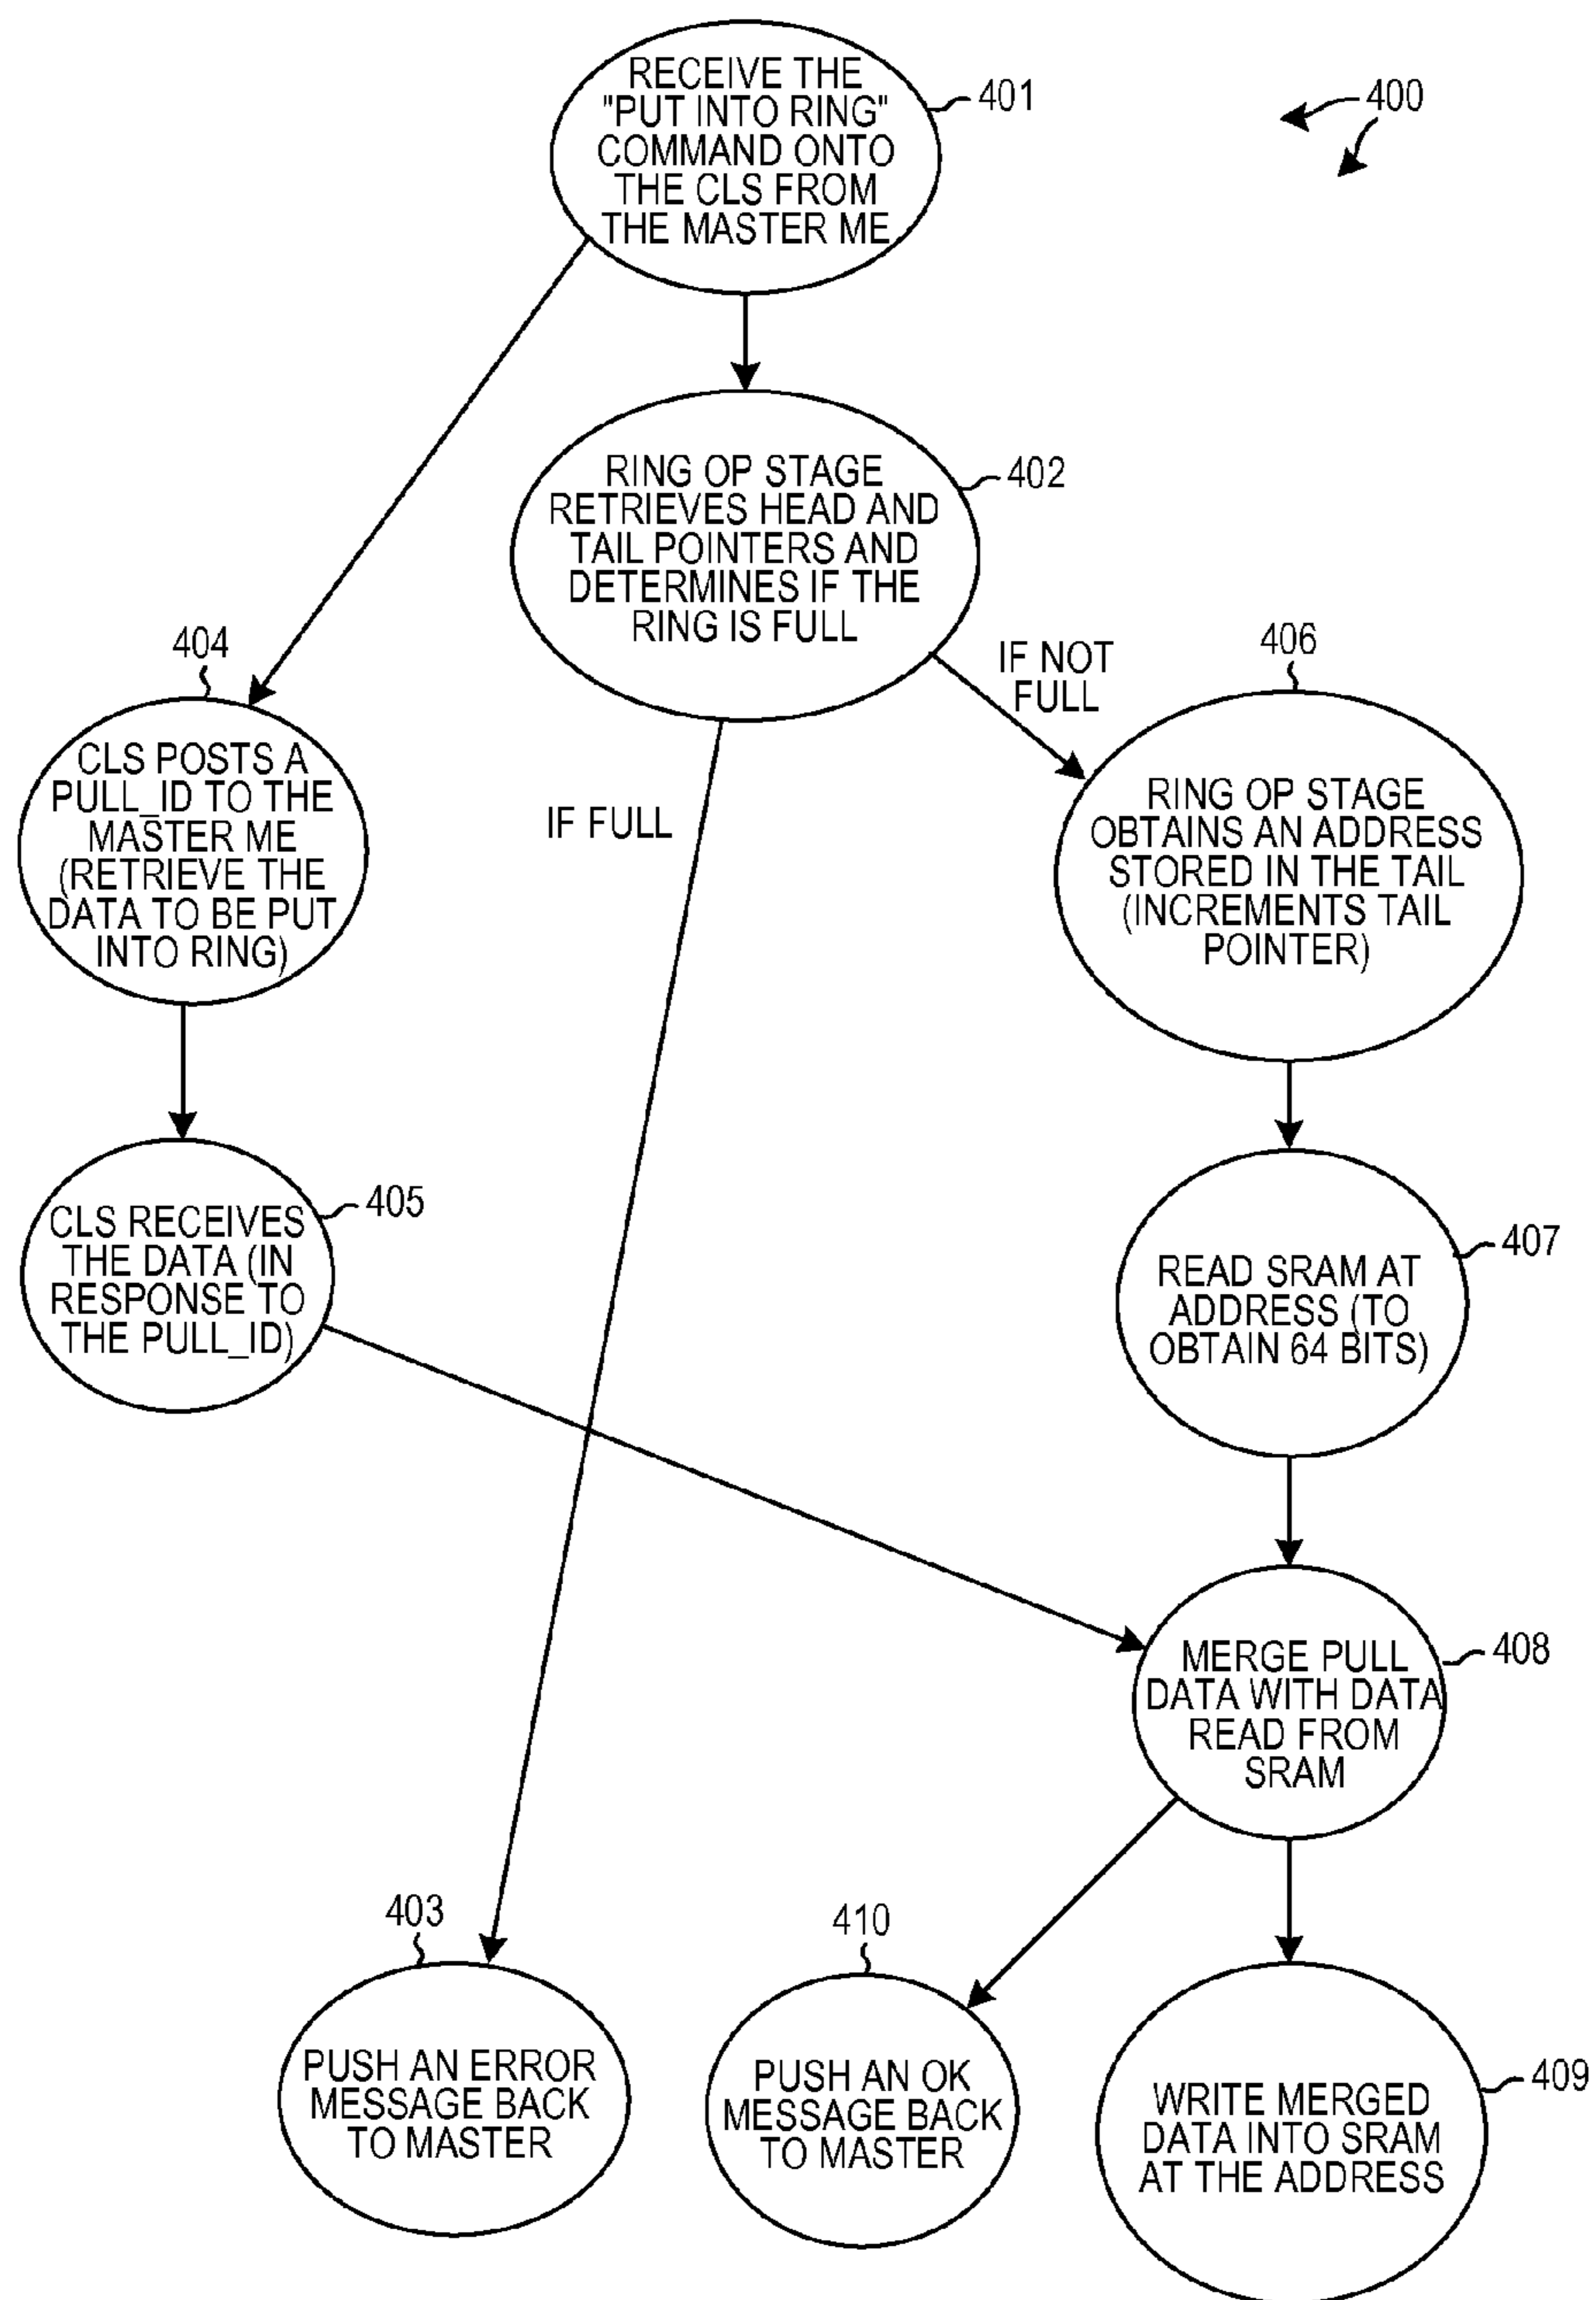 RECEIVE THE
"PUT INTO RING"
COMMAND ONTO
THE CLS FROM
THE MASTER ME
401
400
RING OP STAGE
RETRIEVES HEAD AND
TAIL POINTERS AND
DETERMINES IF THE
RING IS FULL
402
404
CLS POSTS A
PULL_ID TO THE
MASTER ME
(RETRIEVE THE
DATA TO BE PUT
INTO RING)
IF FULL
IF NOT
FULL
406
RING OP STAGE
OBTAINS AN ADDRESS
STORED IN THE TAIL
(INCREMENTS TAIL
POINTER)
CLS RECEIVES
THE DATA (IN
RESPONSE TO
THE PULL_ID)
405
READ SRAM AT
ADDRESS (TO
OBTAIN 64 BITS)
407
MERGE PULL
DATA WITH DATA
READ FROM
SRAM
408
403
PUSH AN ERROR
MESSAGE BACK
TO MASTER
410
PUSH AN OK
MESSAGE BACK
TO MASTER
WRITE MERGED
DATA INTO SRAM
AT THE ADDRESS
409